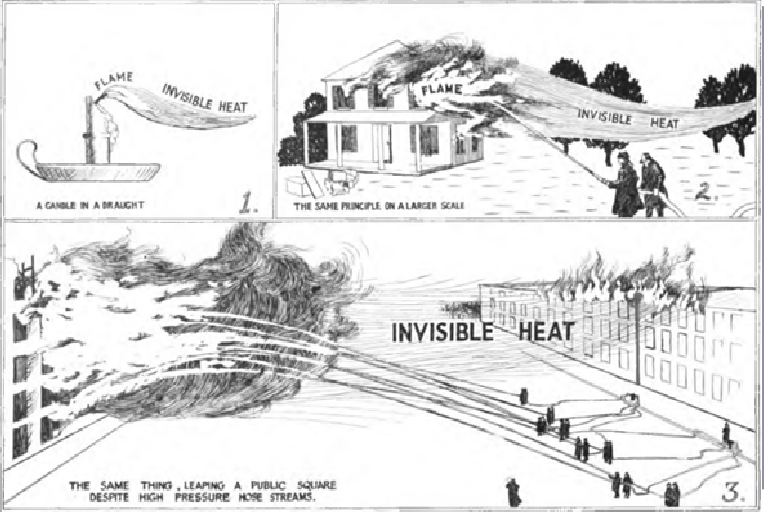 FLAME
INVISIBLE HEAT
A CANDLE IN A DRAUGHT
1.
FLAME
INVISIBLE HEAT
THE SAME PRINCIPLE ON A LARGER SCALE
2.
INVISIBLE HEAT
THE SAME THING, LEAPING A PUBLIC SQUARE
DESPITE HIGH PRESSURE HOSE STREAMS.
3.